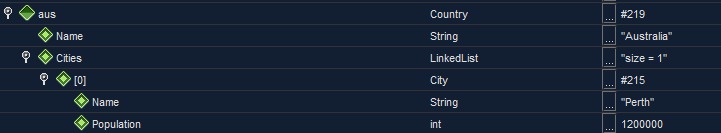 aus Country ... #219
Name String ... "Australia"
Cities LinkedList ... "size = 1"
[0] City ... #215
Name String ... "Perth"
Population int ... 1200000